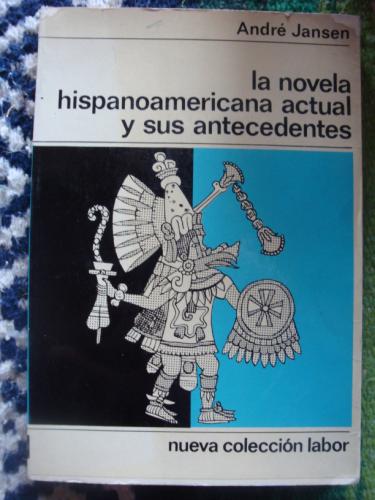 André Jansen
la novela
hispanoamericana actual
y sus antecedentes
nueva colección labor